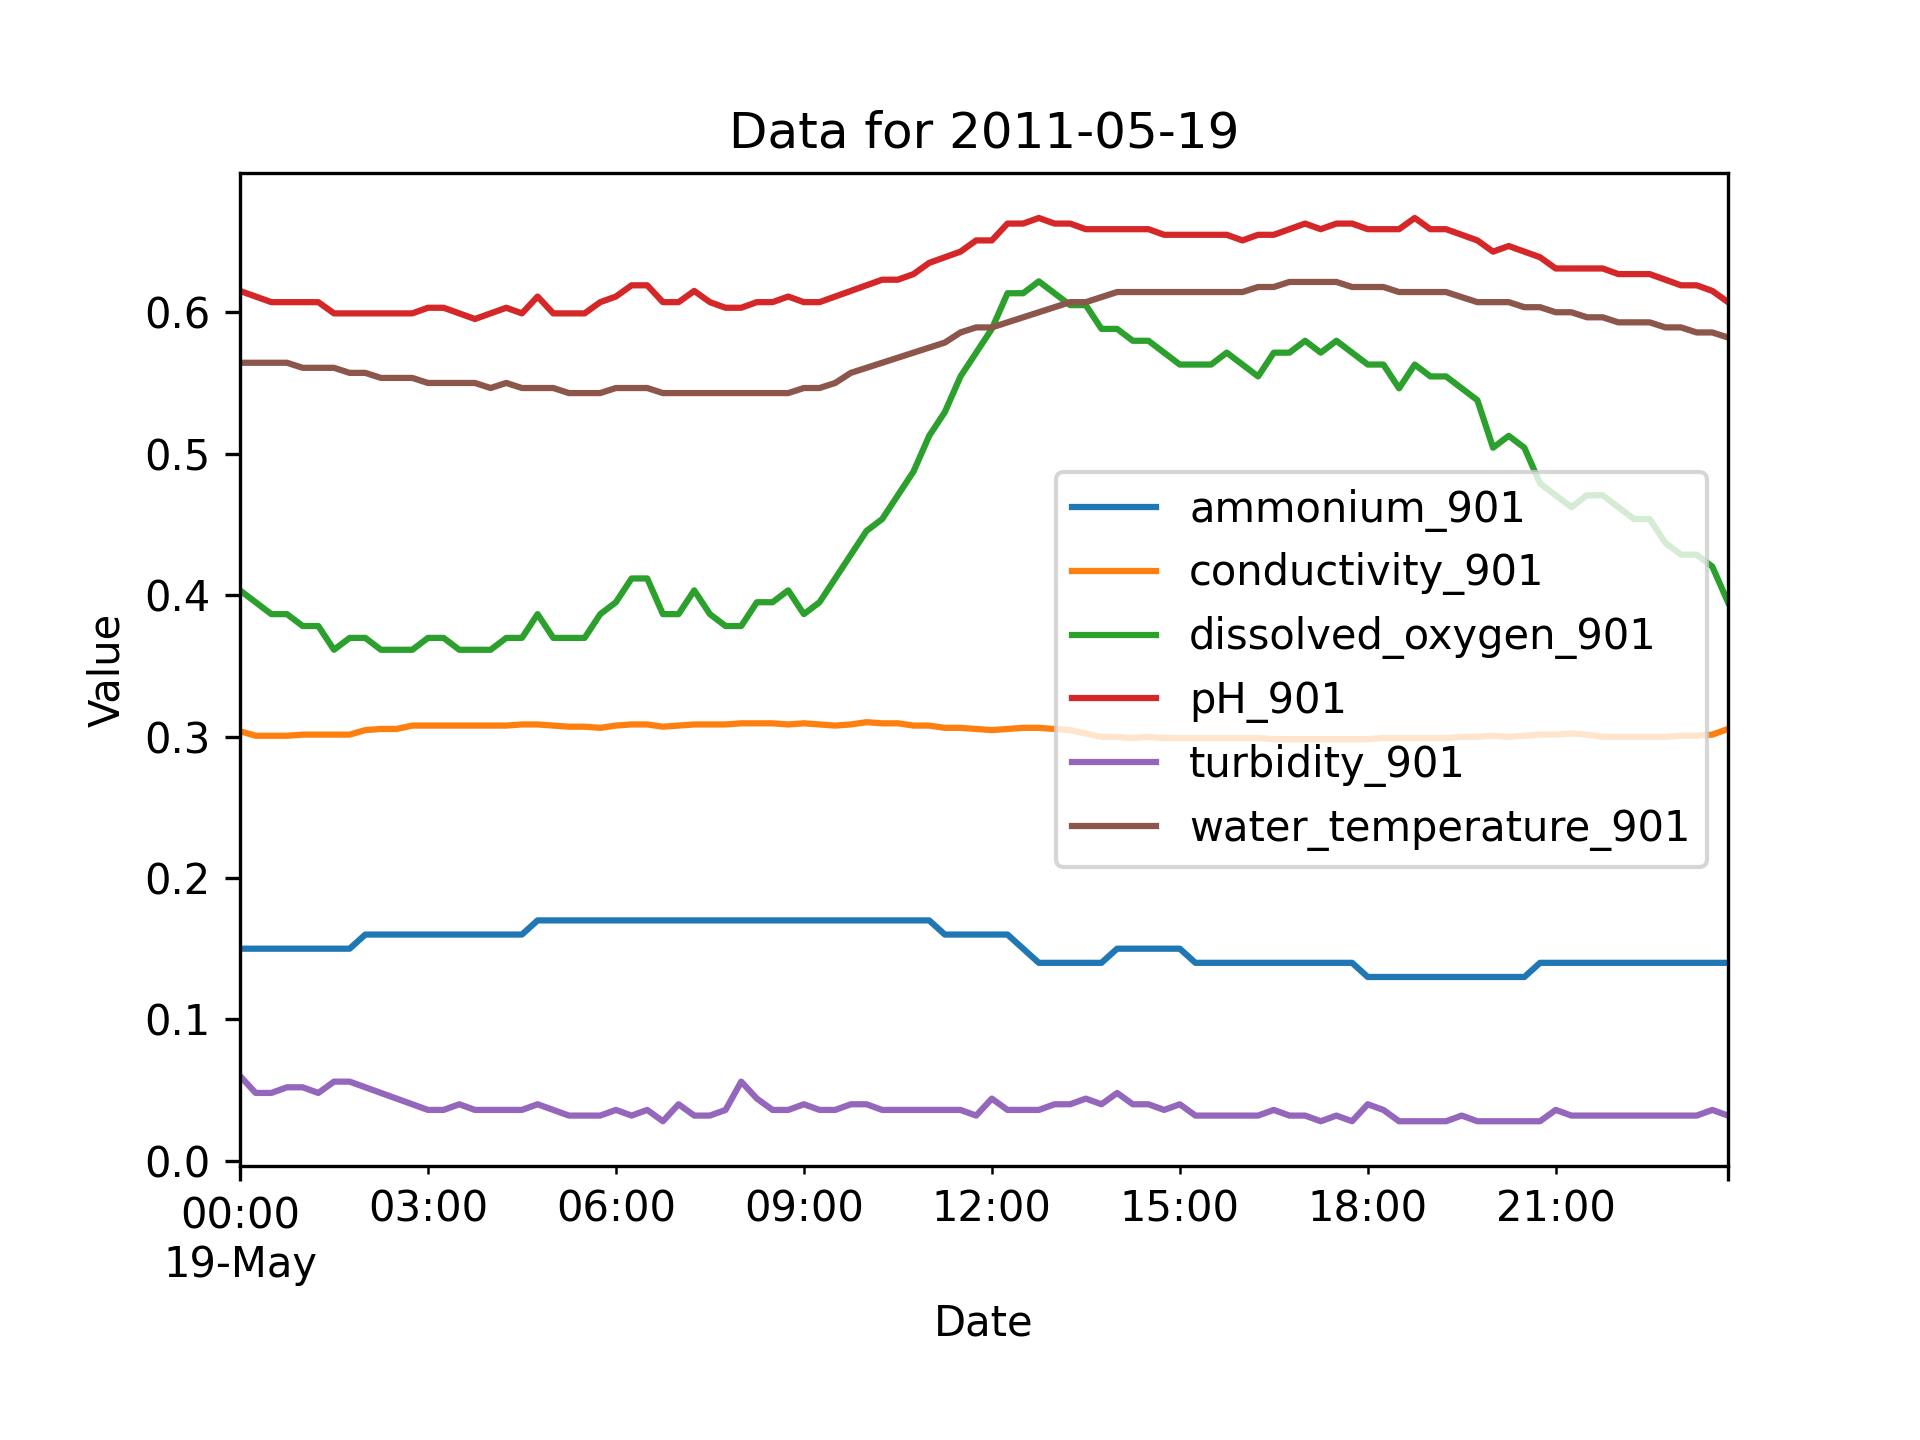 Data for 2011-05-19
Value
0.6
0.5
0.4
0.3
0.2
0.1
0.0
ammonium_901
conductivity_901
dissolved_oxygen_901
pH_901
turbidity_901
water_temperature_901
00:00 03:00 06:00 09:00 12:00 15:00 18:00 21:00
19-May
Date